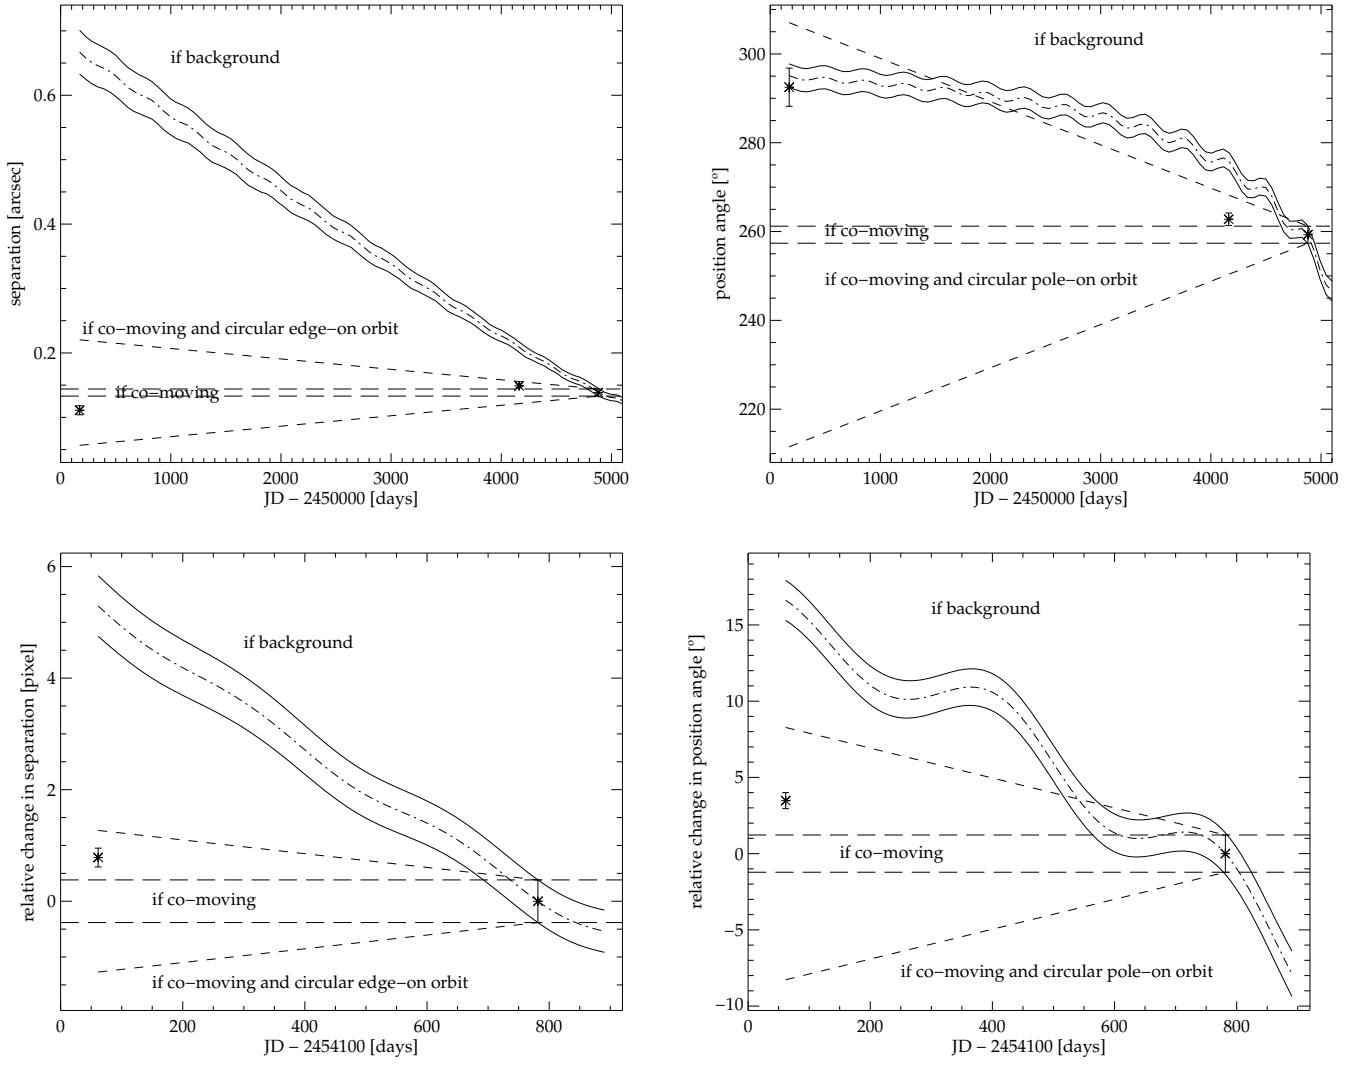 separation [arcsec]
0.6
0.4
0.2
if background
if co−moving and circular edge−on orbit
if co−moving
0 1000 2000 3000 4000 5000
JD − 2450000 [days]
position angle [°]
300
280
260
240
220
if background
if co−moving
if co−moving and circular pole−on orbit
0 1000 2000 3000 4000 5000
JD − 2450000 [days]
relative change in separation [pixel]
6
4
2
0
if background
if co−moving
if co−moving and circular edge−on orbit
0 200 400 600 800
JD − 2454100 [days]
relative change in position angle [°]
15
10
5
0
−5
−10
if background
if co−moving
if co−moving and circular pole−on orbit
0 200 400 600 800
JD − 2454100 [days]